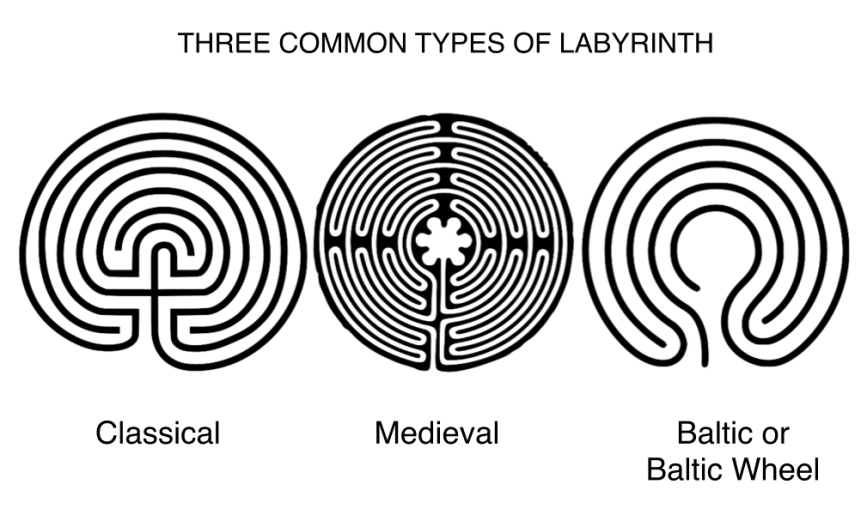 THREE COMMON TYPES OF LABYRINTH
Classical
Medieval
Baltic or
Baltic Wheel